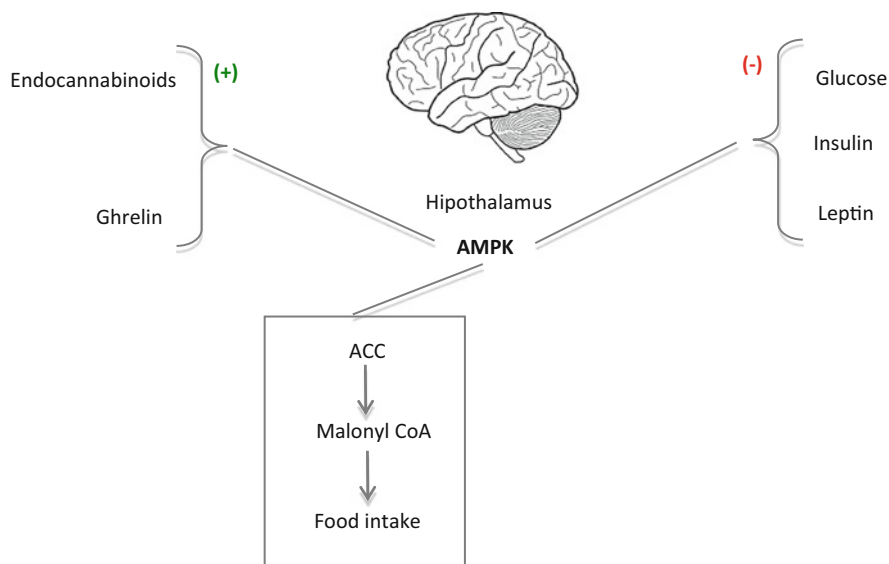 Endocannabinoids
(+)
Ghrelin
(-)
Glucose
Insulin
Leptin
Hipothalamus
AMPK
ACC
Malonyl CoA
Food intake